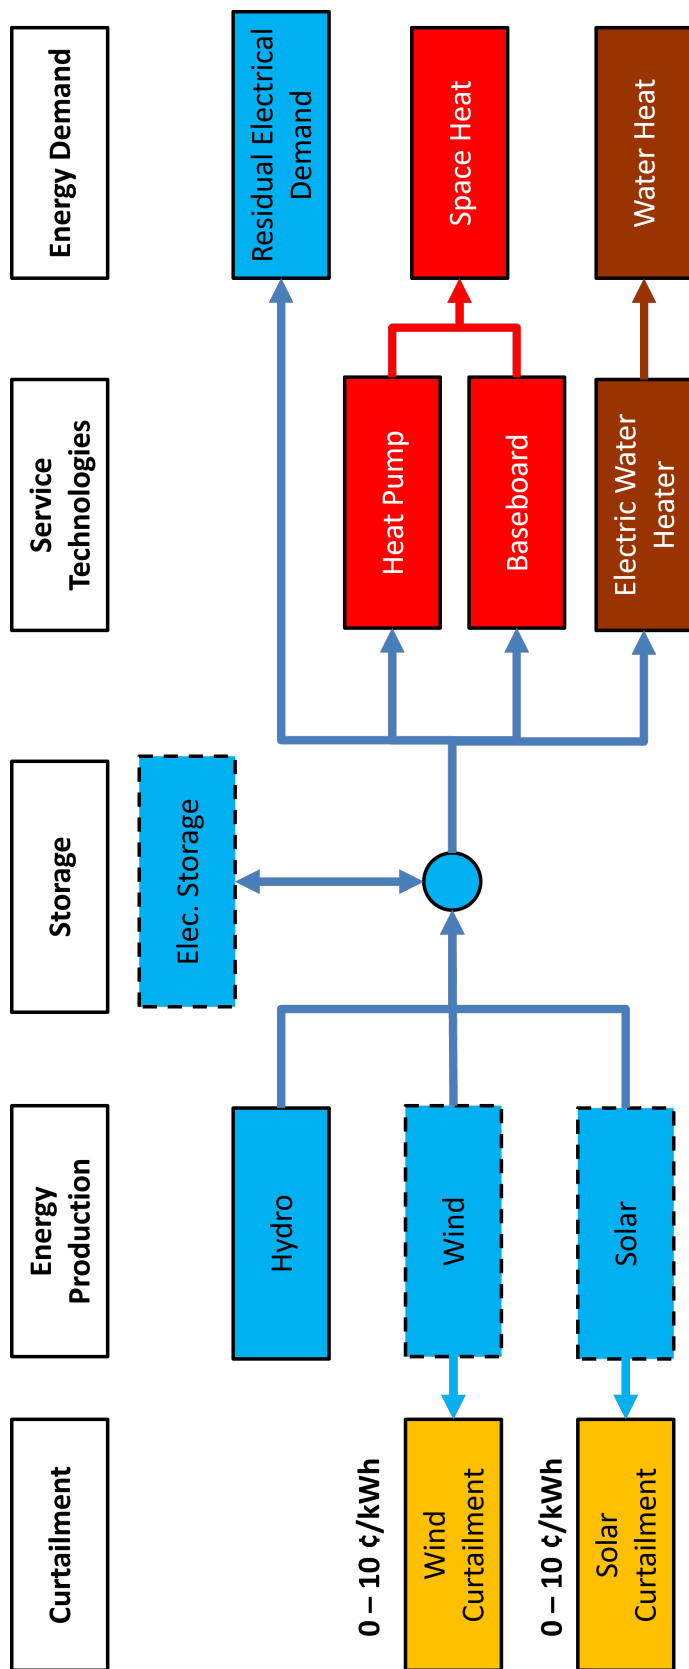 Curtailment
Energy
Production
Storage
Service
Technologies
Energy Demand
Elec. Storage
Hydro
Residual Electrical
Demand
0 – 10 ¢/kWh
Wind
Curtailment
Wind
Heat Pump
Space Heat
Baseboard
0 – 10 ¢/kWh
Solar
Curtailment
Solar
Electric Water
Heater
Water Heat